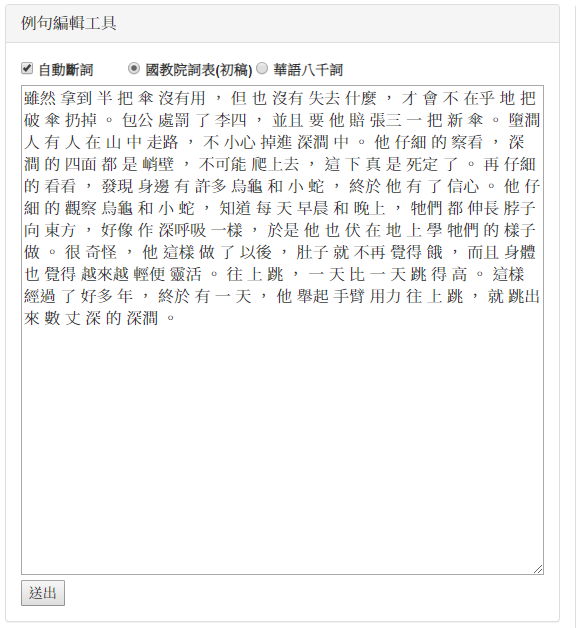 例句編輯工具
自動斷詞 國教院詞表(初稿) 華語八千詞
雖然 拿到 半 把 傘 沒有用 ， 但 也 沒有 失去 什麼 ， 才 會 不 在乎 地 把
破 傘 扔掉 。 包公 處罰 了 李四 ， 並且 要 他 賠 張三 一 把 新 傘 。 墮澗
人 有 人 在 山 中 走路 ， 不 小心 掉進 深澗 中 。 他 仔細 的 察看 ， 深
澗 的 四面 都 是 峭壁 ， 不可能 爬上去 ， 這 下 真 是 死定 了 。 再 仔細
的 看看 ， 發現 身邊 有 許多 烏龜 和 小 蛇 ， 終於 他 有 了 信心 。 他 仔
細 的 觀察 烏龜 和 小 蛇 ， 知道 每 天 早晨 和 晚上 ， 牠們 都 伸長 脖子
向 東方 ， 好像 作 深呼吸 一樣 ， 於是 他 也 伏 在 地 上 學 牠們 的 樣子
做 。 很 奇怪 ， 他 這樣 做 了 以後 ， 肚子 就 不再 覺得 餓 ， 而且 身體
也 覺得 越來越 輕便 靈活 。 往 上 跳 ， 一 天 比 一 天 跳 得 高 。 這樣
經過 了 好多 年 ， 終於 有 一 天 ， 他 舉起 手臂 用力 往 上 跳 ， 就 跳出
來 數 丈 深 的 深澗 。
送出